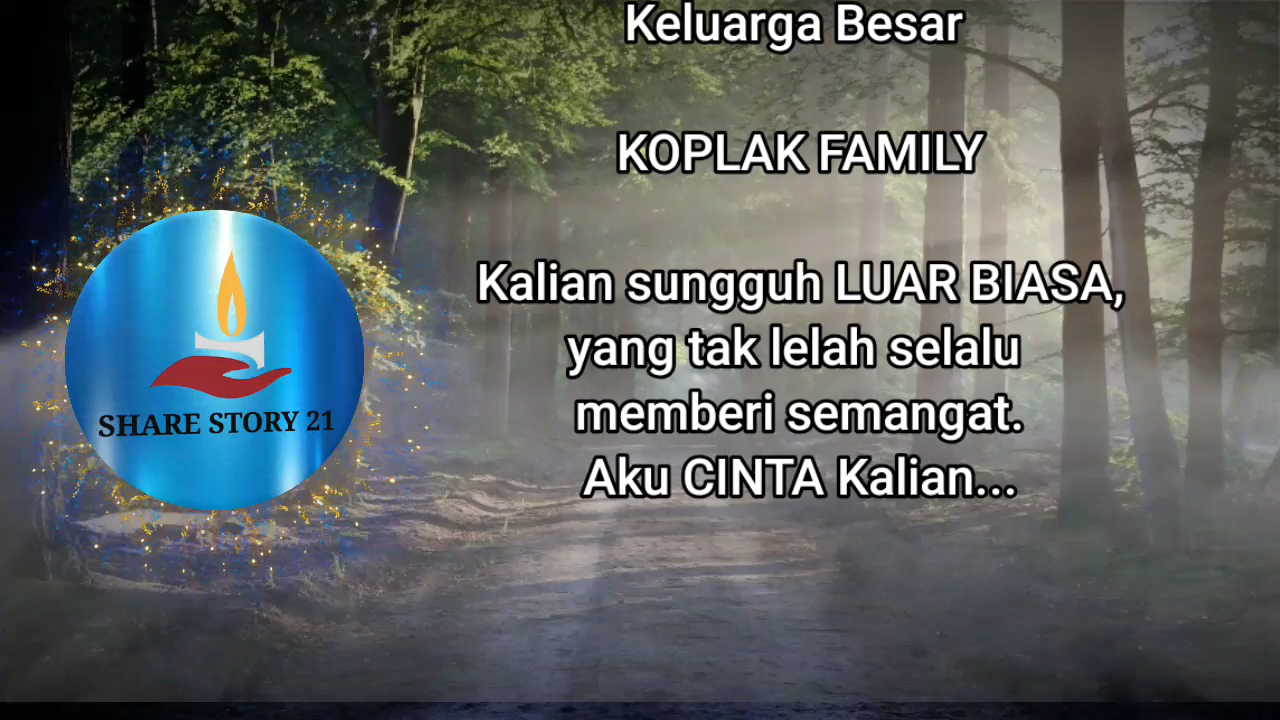 Keluarga Besar
KOPLAK FAMILY
Kalian sungguh LUAR BIASA,
yang tak lelah selalu
memberi semangat.
Aku CINTA Kalian...
SHARE STORY 21